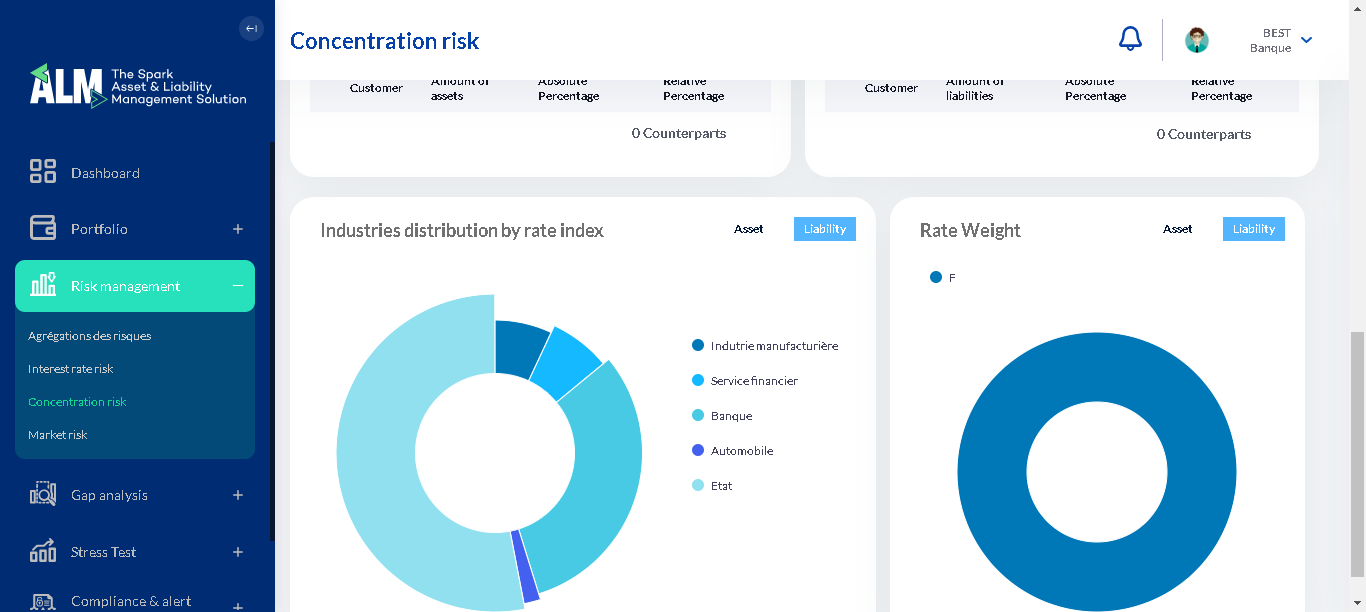 The Spark
ALM Asset & Liability
Management Solution
Dashboard
Portfolio +
Risk management −
Agrégations des risques
Interest rate risk
Concentration risk
Market risk
Gap analysis +
Stress Test +
Compliance & alert +
Concentration risk
BEST
Banque
Customer Amount of assets Absolute Percentage Relative Percentage
0 Counterparts
Customer Amount of liabilities Absolute Percentage Relative Percentage
0 Counterparts
Industries distribution by rate index Asset Liability
Indutrie manufacturière
Service financier
Banque
Automobile
Etat
Rate Weight Asset Liability
F